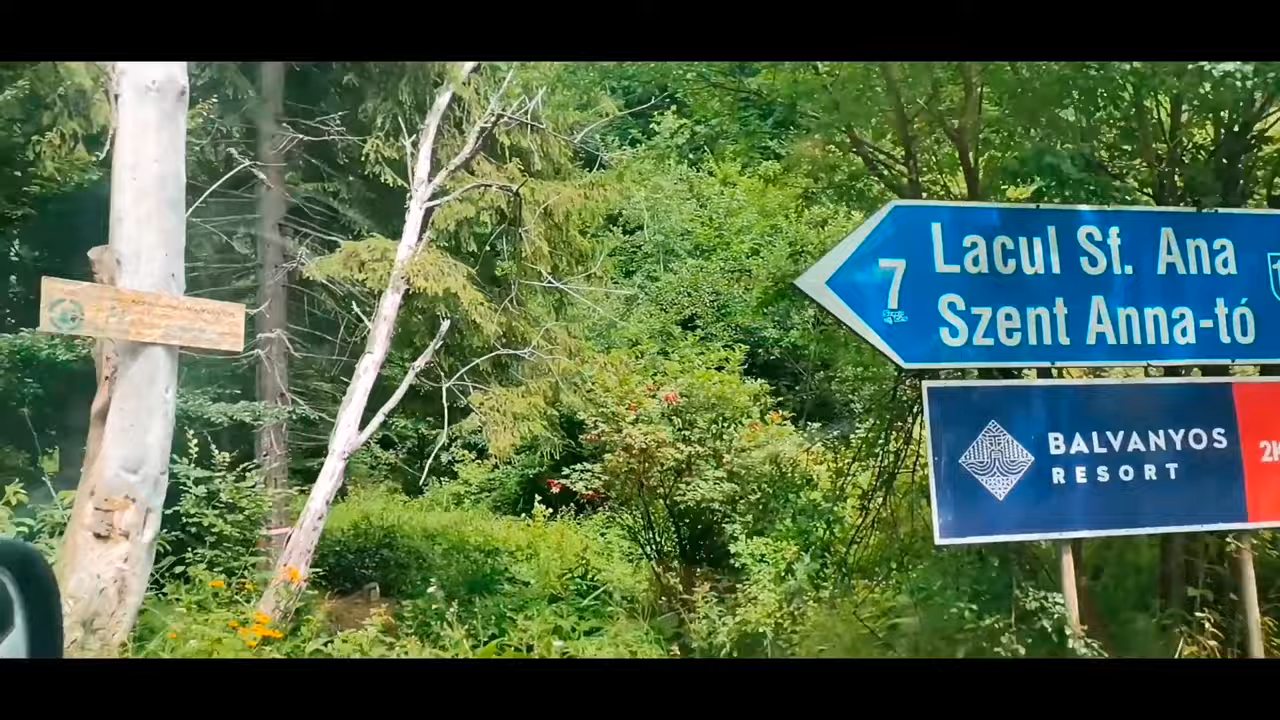 7
Lacul Sf. Ana
Szent Anna-tó
BALVANYOS
RESORT